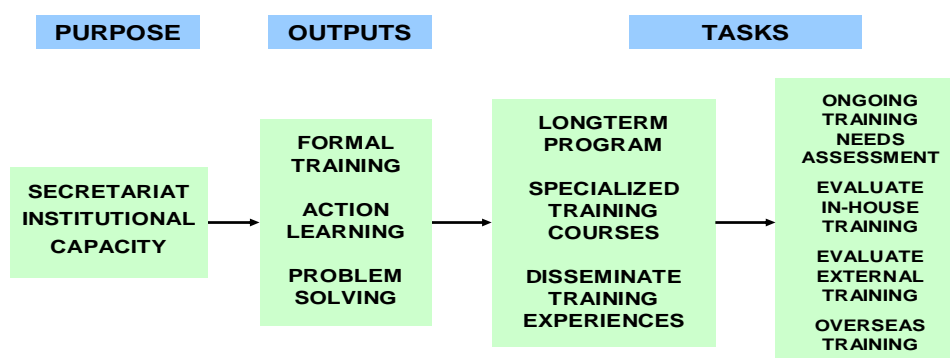 PURPOSE
OUTPUTS
TASKS
SECRETARIAT
INSTITUTIONAL
CAPACITY
FORMAL
TRAINING
ACTION
LEARNING
PROBLEM
SOLVING
LONGTERM
PROGRAM
SPECIALIZED
TRAINING
COURSES
DISSEMINATE
TRAINING
EXPERIENCES
ONGOING
TRAINING
NEEDS
ASSESSMENT
EVALUATE
IN-HOUSE
TRAINING
EVALUATE
EXTERNAL
TRAINING
OVERSEAS
TRAINING